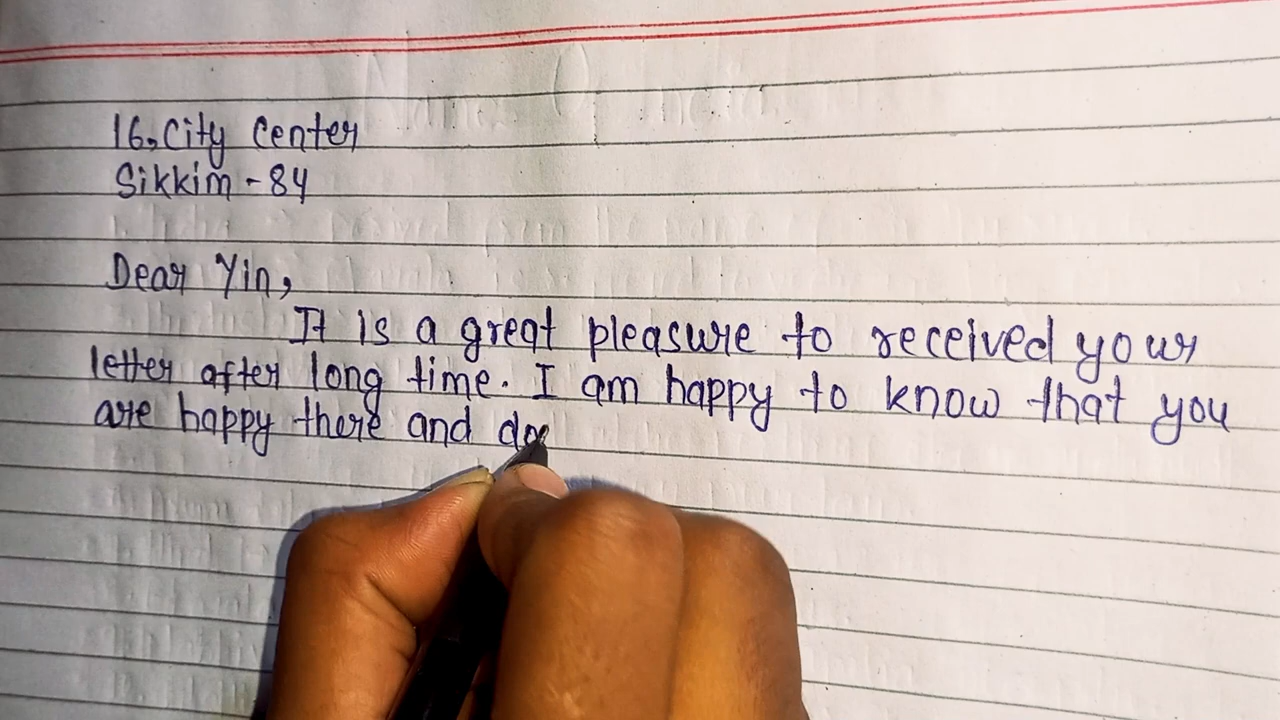 16, City Center
Sikkim - 84
Dear Yin,
It is a great pleasure to received your
letter after long time. I am happy to know that you
are happy there and do